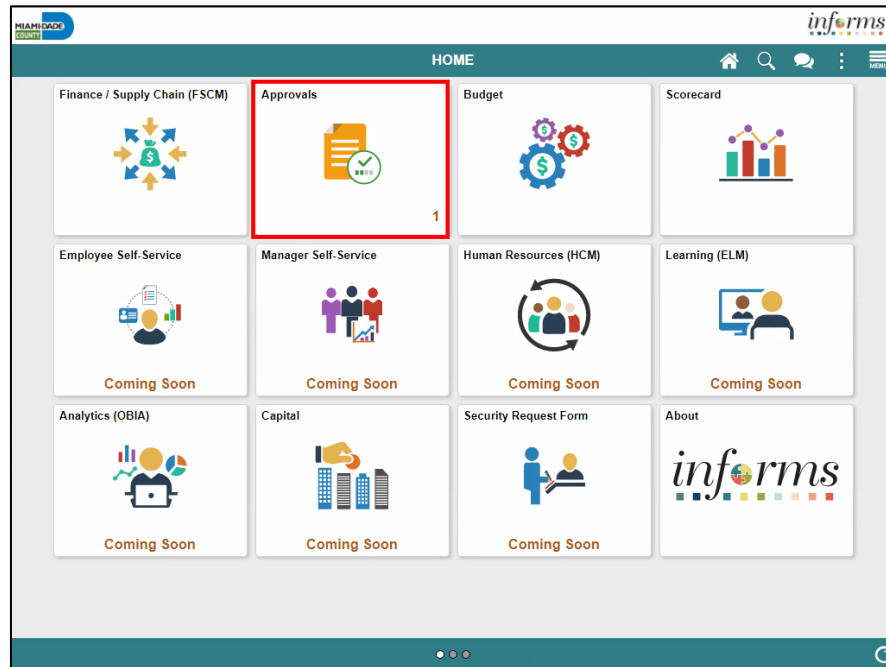 MIAMI-DADE
COUNTY
informs
HOME
MENU
Finance / Supply Chain (FSCM)
Approvals
1
Budget
Scorecard
Employee Self-Service
Coming Soon
Manager Self-Service
Coming Soon
Human Resources (HCM)
Coming Soon
Learning (ELM)
Coming Soon
Analytics (OBIA)
Coming Soon
Capital
Coming Soon
Security Request Form
Coming Soon
About
informs